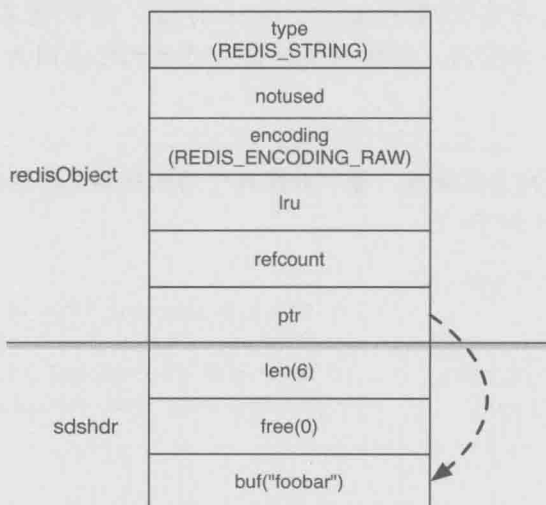 type
(REDIS_STRING)
notused
encoding
(REDIS_ENCODING_RAW)
redisObject
lru
refcount
ptr
len(6)
sdshdr
free(0)
buf("foobar")